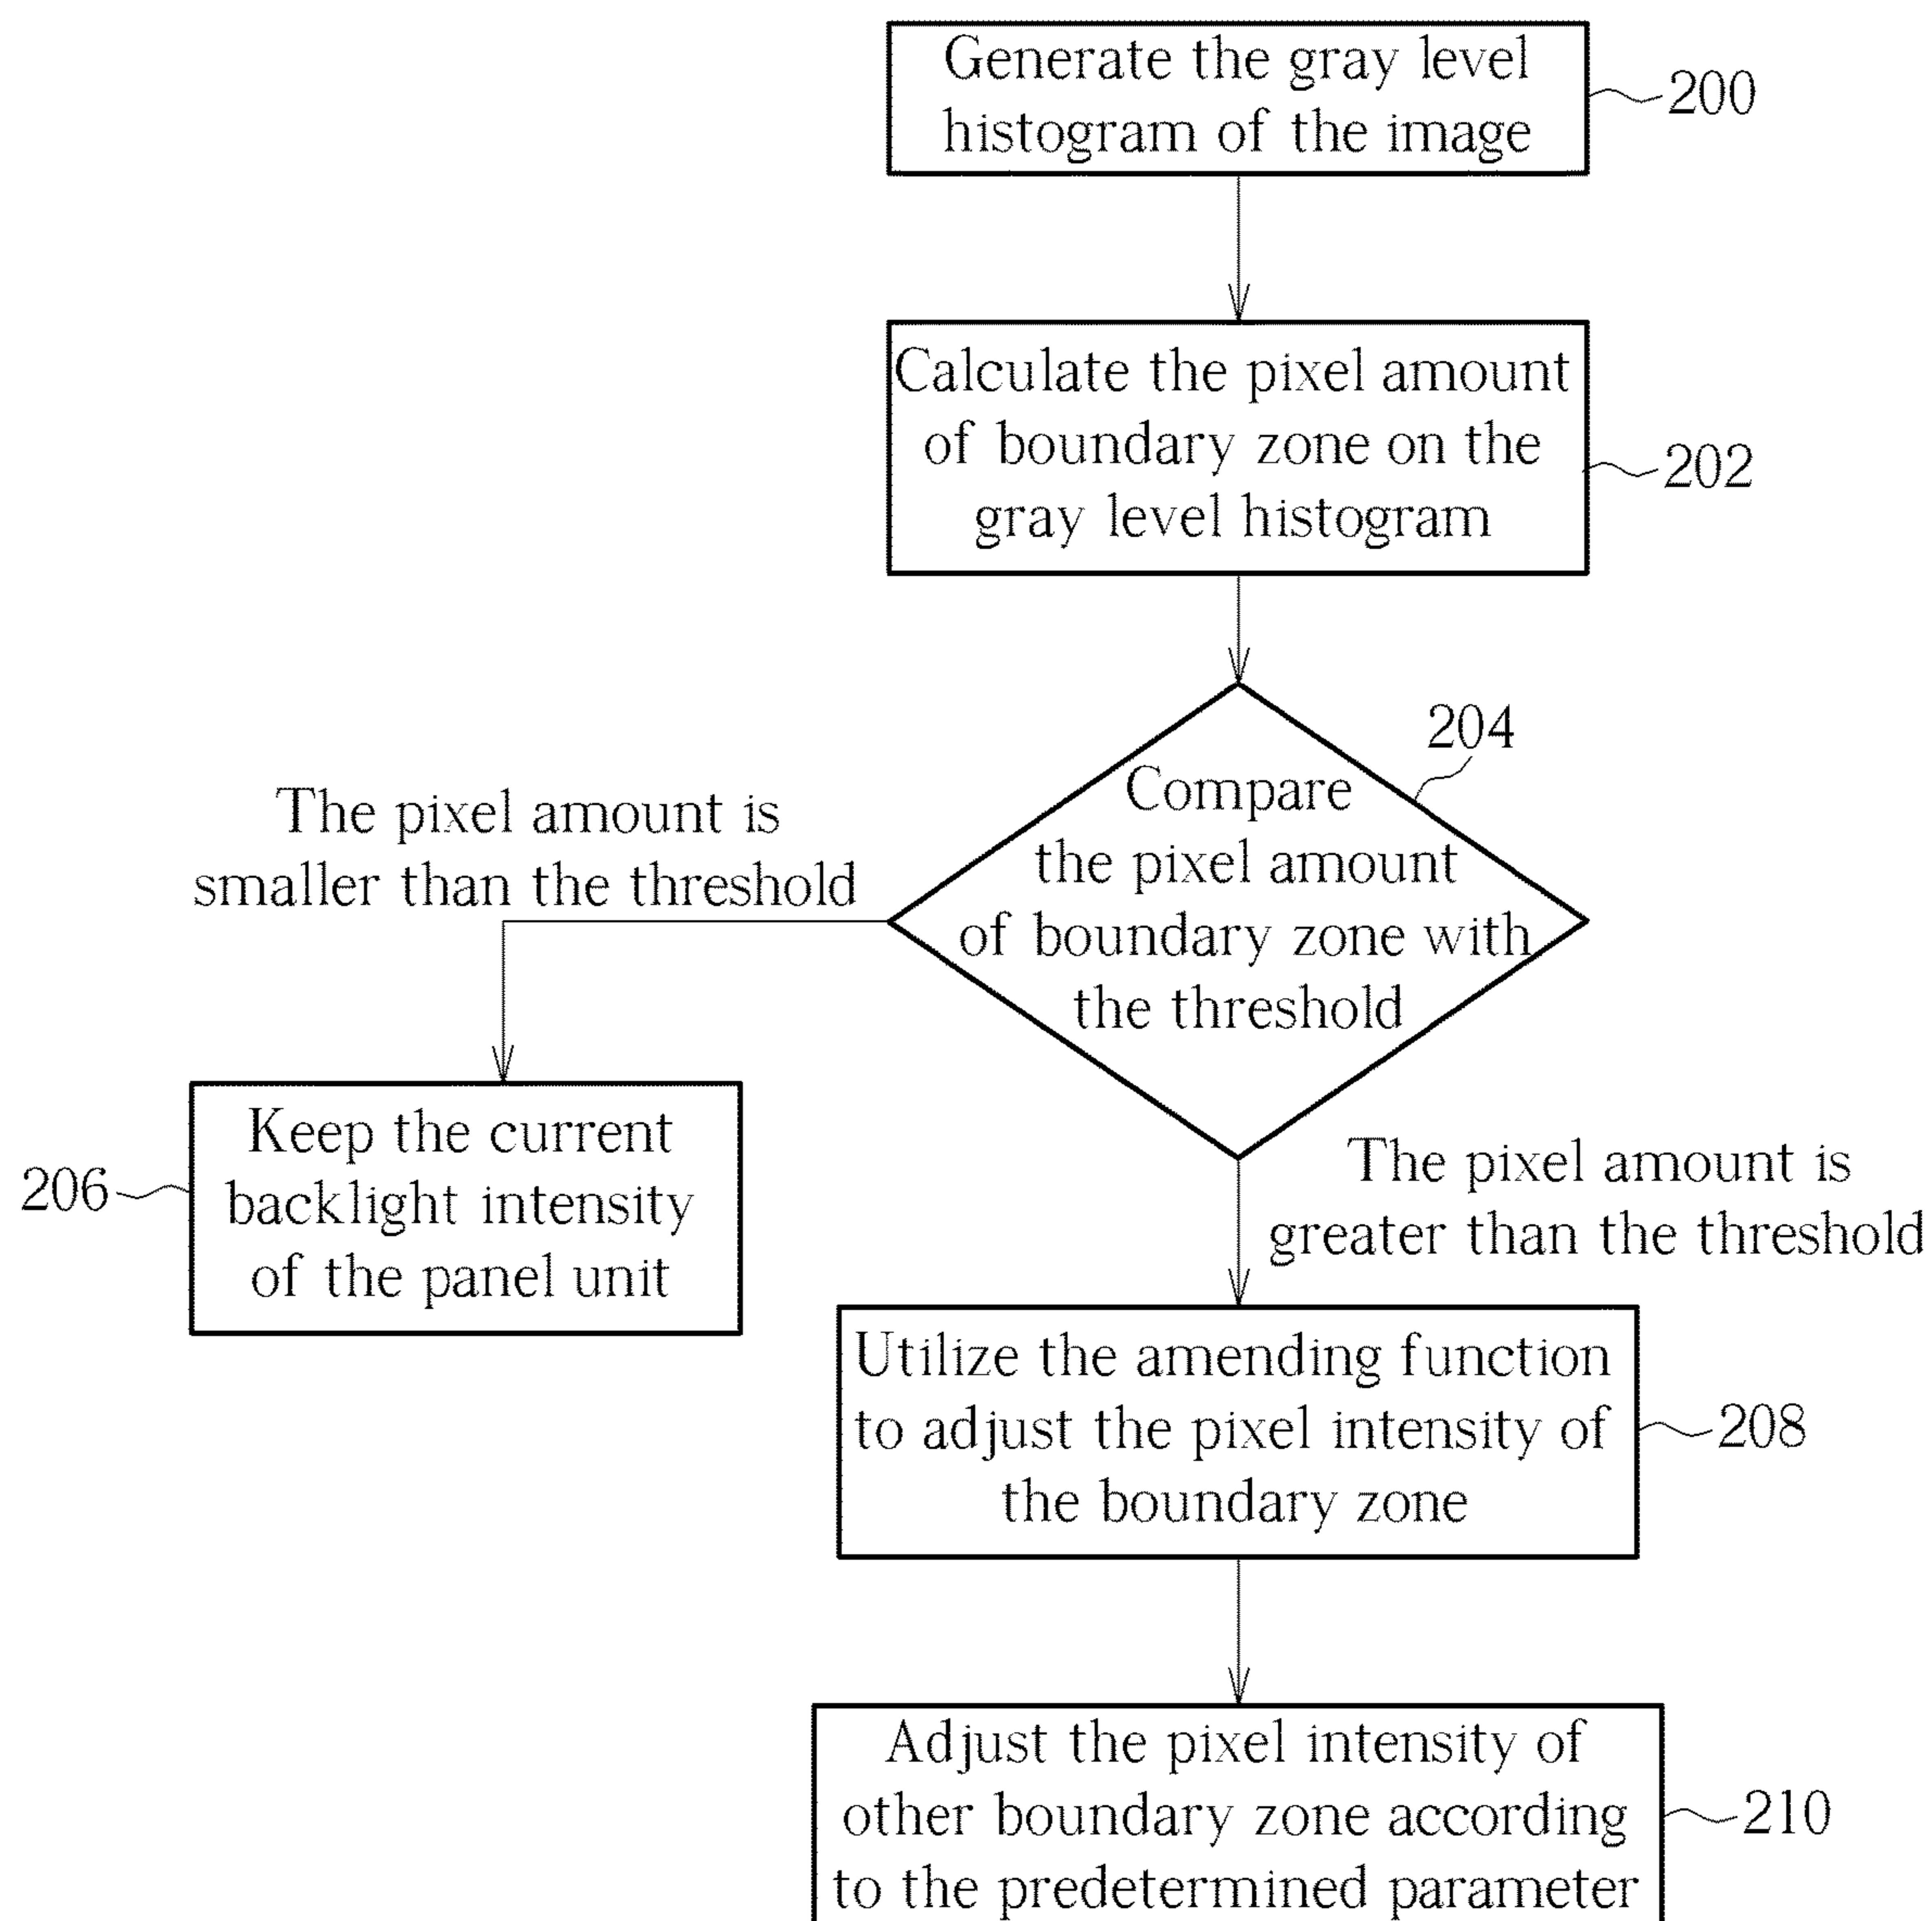 Generate the gray level
histogram of the image
200
Calculate the pixel amount
of boundary zone on the
gray level histogram
202
204
Compare
the pixel amount
of boundary zone with
the threshold
The pixel amount is
smaller than the threshold
206
Keep the current
backlight intensity
of the panel unit
The pixel amount is
greater than the threshold
Utilize the amending function
to adjust the pixel intensity of
the boundary zone
208
Adjust the pixel intensity of
other boundary zone according
to the predetermined parameter
210